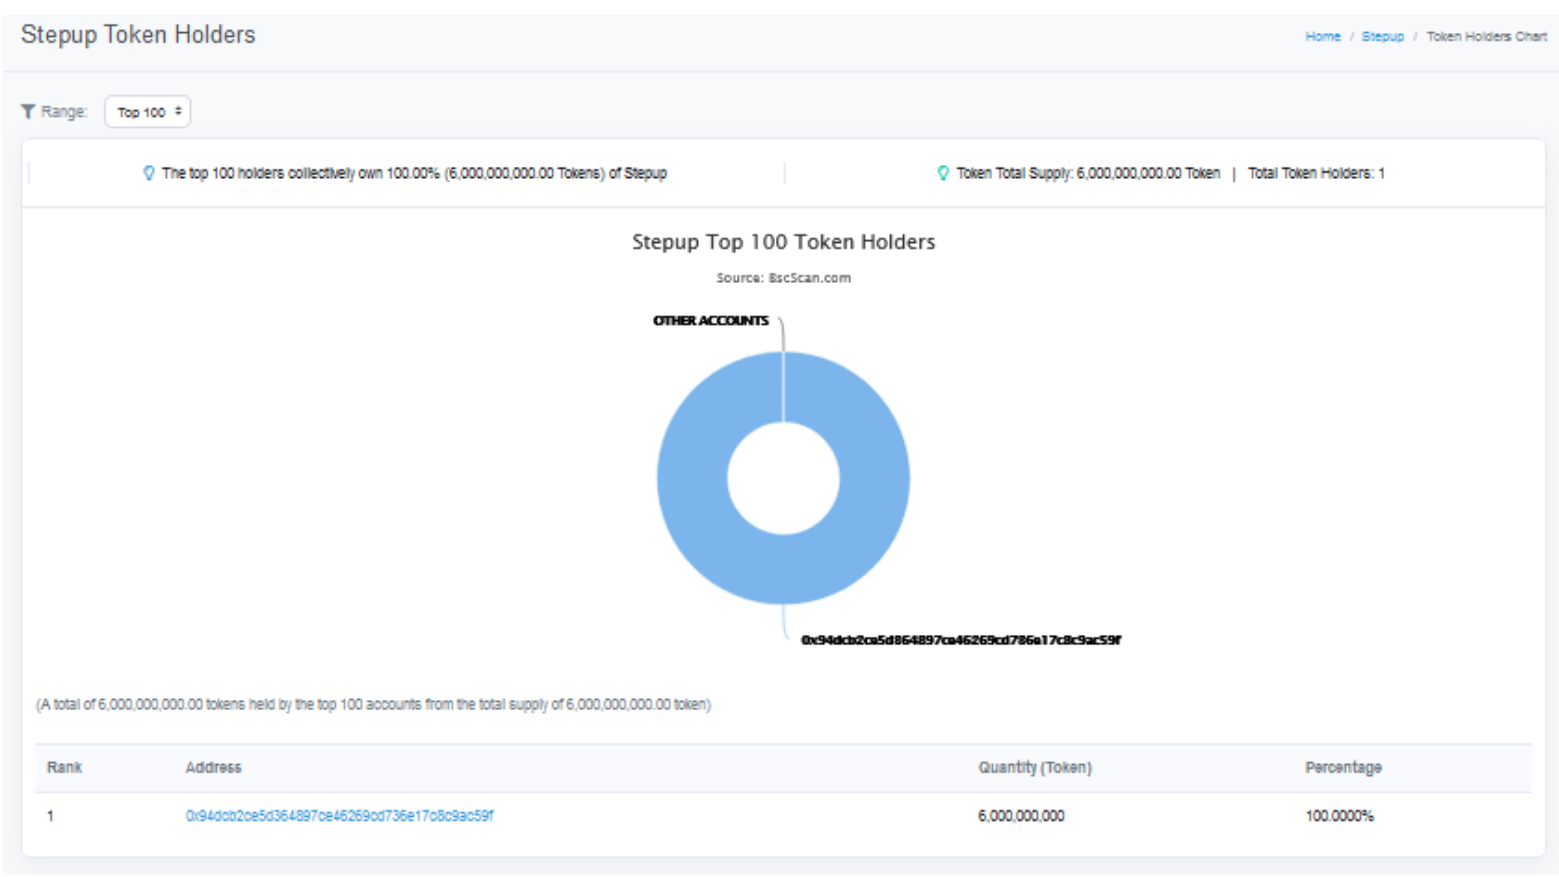 Stepup Token Holders
Home / Stepup / Token Holders Chart
Range: Top 100
The top 100 holders collectively own 100.00% (6,000,000,000.00 Tokens) of Stepup
Token Total Supply: 6,000,000,000.00 Token | Total Token Holders: 1
Stepup Top 100 Token Holders
Source: BscScan.com
OTHER ACCOUNTS
(A total of 6,000,000,000.00 tokens held by the top 100 accounts from the total supply of 6,000,000,000.00 token)
Rank Address Quantity (Token) Percentage
1 6,000,000,000 100.0000%